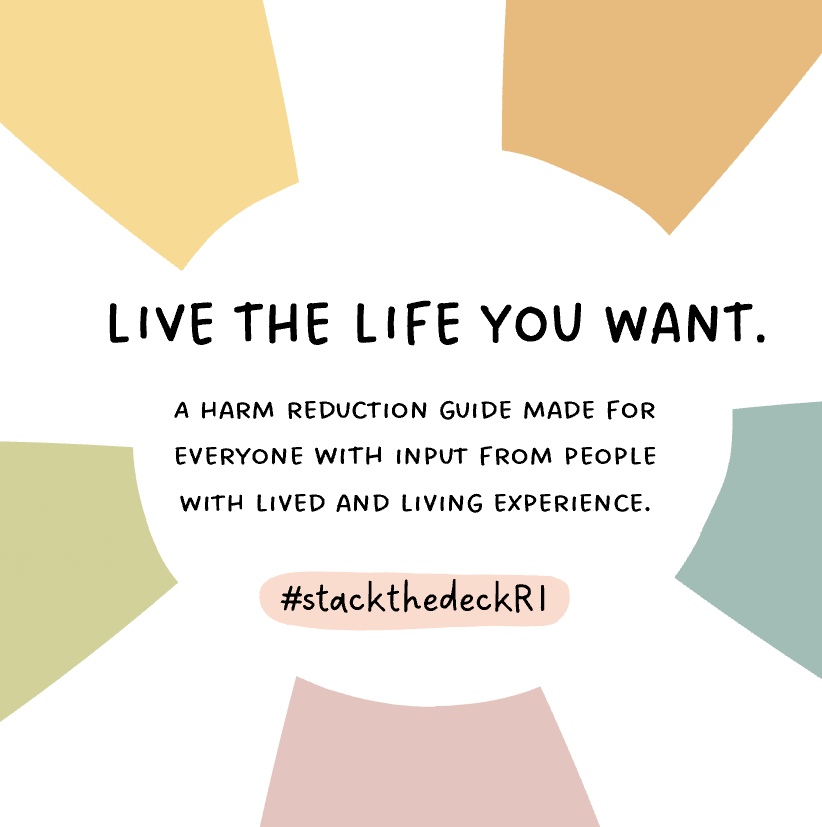 LIVE THE LIFE YOU WANT.
A HARM REDUCTION GUIDE MADE FOR
EVERYONE WITH INPUT FROM PEOPLE
WITH LIVED AND LIVING EXPERIENCE.
#stackthedeckRI